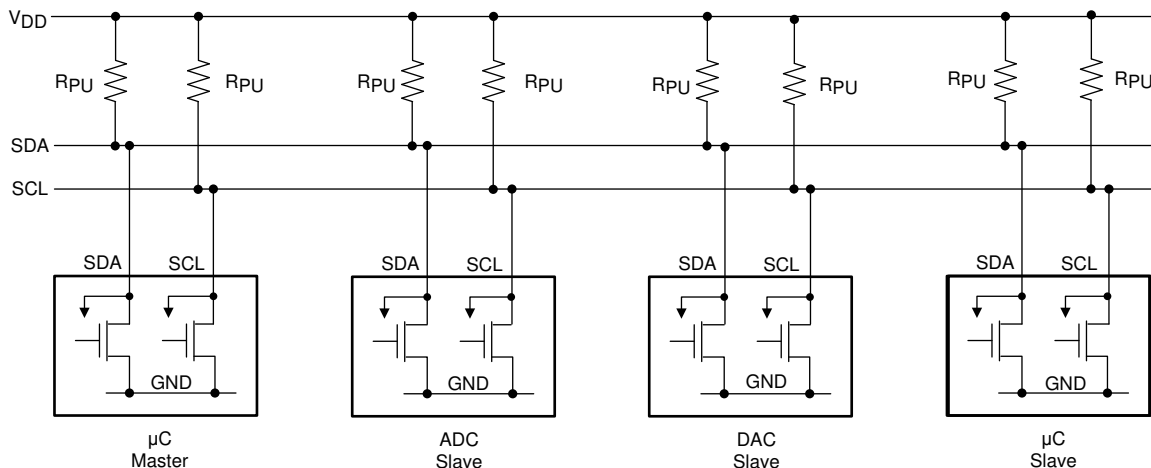 VDD
RPU RPU RPU RPU RPU RPU RPU RPU
SDA
SCL
SDA SCL SDA SCL SDA SCL SDA SCL
GND GND GND GND
µC
Master
ADC
Slave
DAC
Slave
µC
Slave